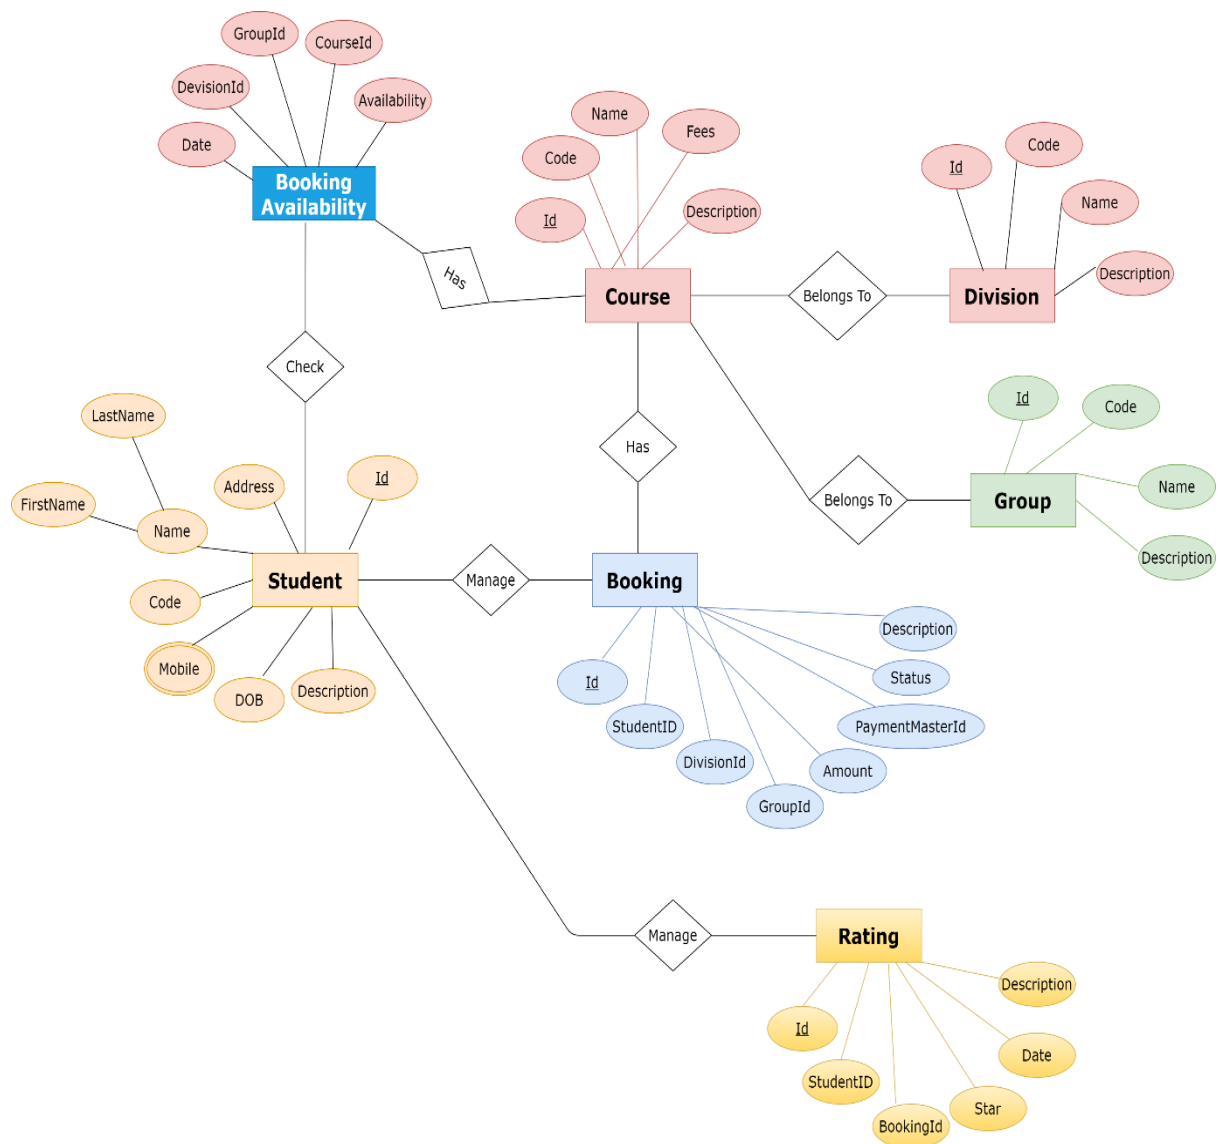 GroupId
CourseId
DevisionId
Availability
Date
Booking
Availability
Name
Fees
Code
Id
Description
Has
Course
Belongs To
Id
Code
Name
Description
Division
Check
Has
Id
Code
Name
Description
Belongs To
Group
LastName
FirstName
Name
Address
Id
Code
Mobile
DOB
Description
Student
Manage
Booking
Description
Status
PaymentMasterId
Id
StudentID
DivisionId
Amount
GroupId
Manage
Rating
Description
Id
Date
StudentID
Star
BookingId